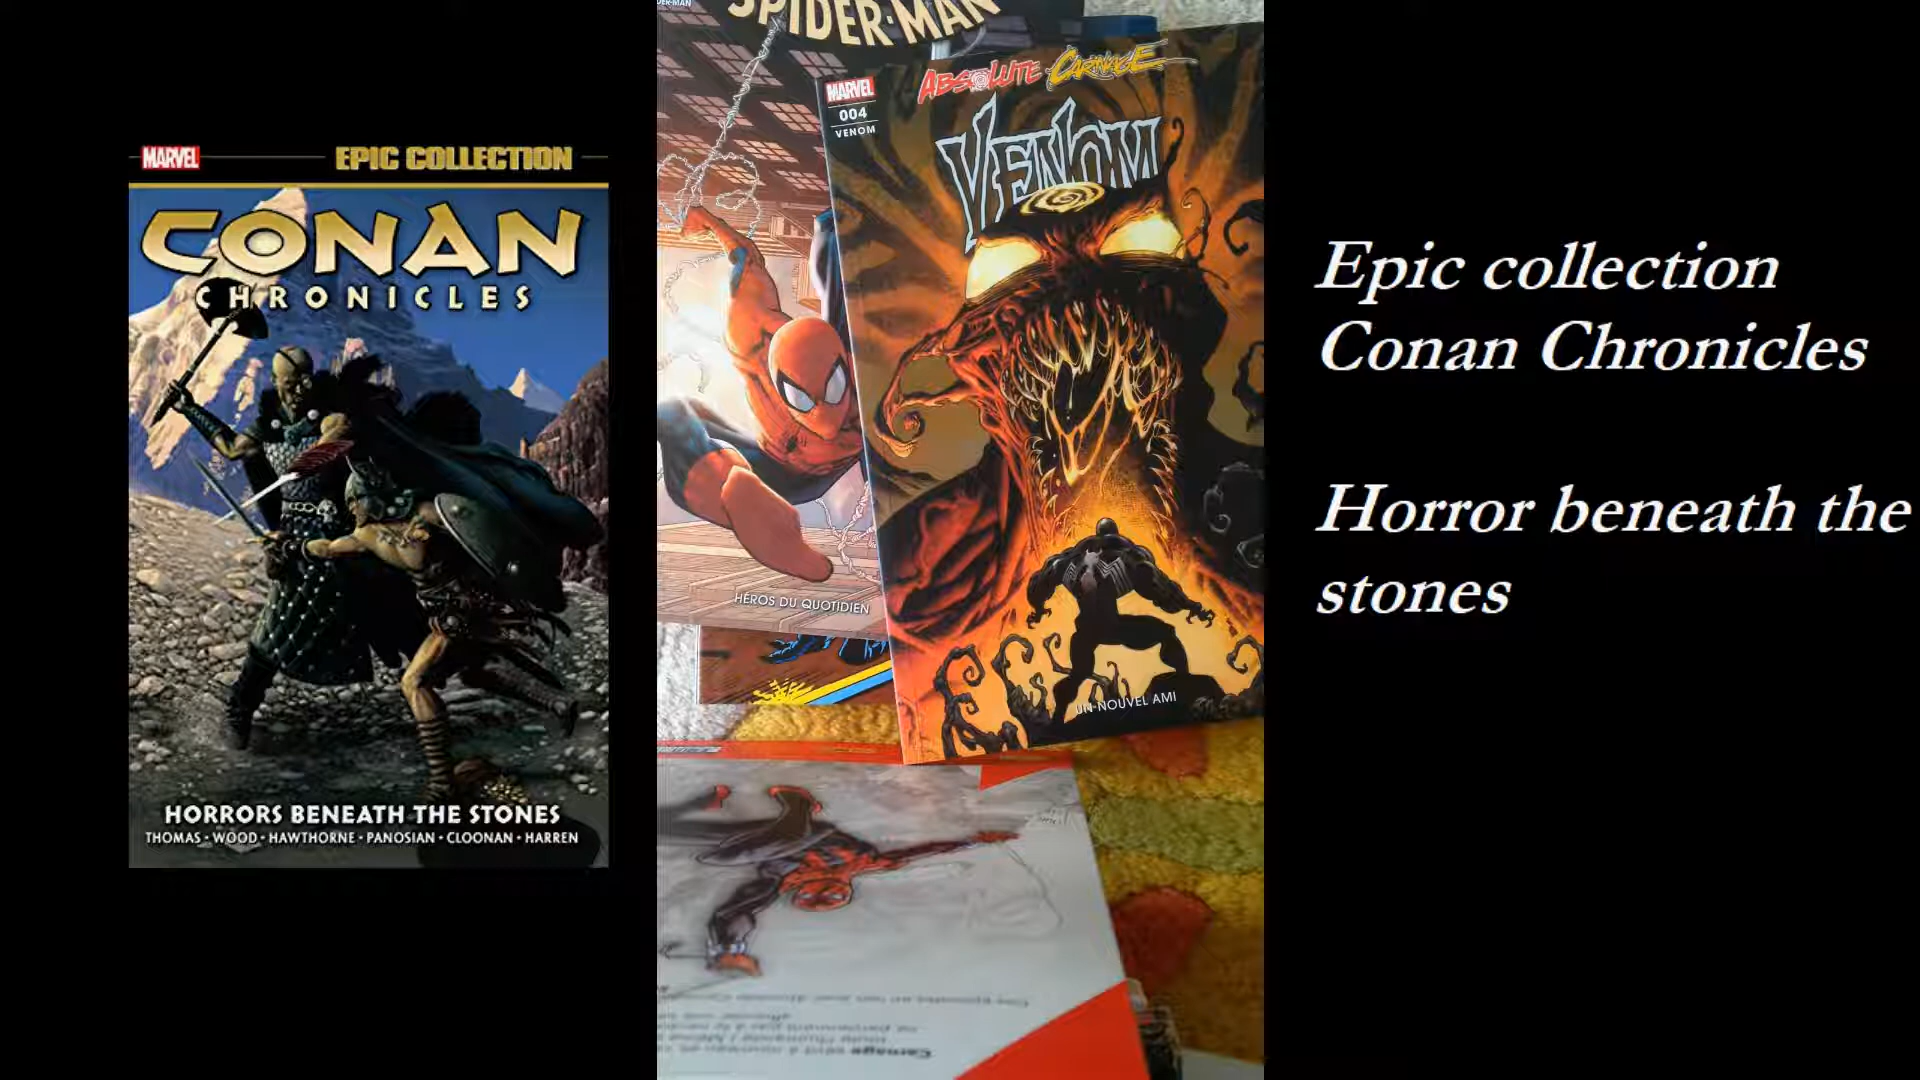 MARVEL EPIC COLLECTION
CONAN
CHRONICLES
HORRORS BENEATH THE STONES
THOMAS • WOOD • HAWTHORNE • PANOSIAN • CLOONAN • HARREN
SPIDER-MAN
HÉROS DU QUOTIDIEN
ABSOLUTE CARNAGE
MARVEL
004
VENOM
VENOM
UN NOUVEL AMI
Carnage
Epic collection
Conan Chronicles
Horror beneath the
stones